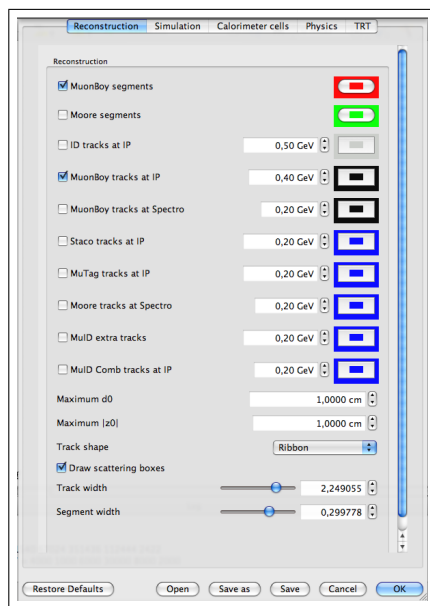 Reconstruction Simulation Calorimeter cells Physics TRT
Reconstruction
MuonBoy segments
Moore segments
ID tracks at IP 0,50 GeV
MuonBoy tracks at IP 0,40 GeV
MuonBoy tracks at Spectro 0,20 GeV
Staco tracks at IP 0,20 GeV
MuTag tracks at IP 0,20 GeV
Moore tracks at Spectro 0,20 GeV
MuID extra tracks 0,20 GeV
MuID Comb tracks at IP 0,20 GeV
Maximum d0 1,0000 cm
Maximum |z0| 1,0000 cm
Track shape Ribbon
Draw scattering boxes
Track width 2,249055
Segment width 0,299778
Restore Defaults Open Save as Save Cancel OK